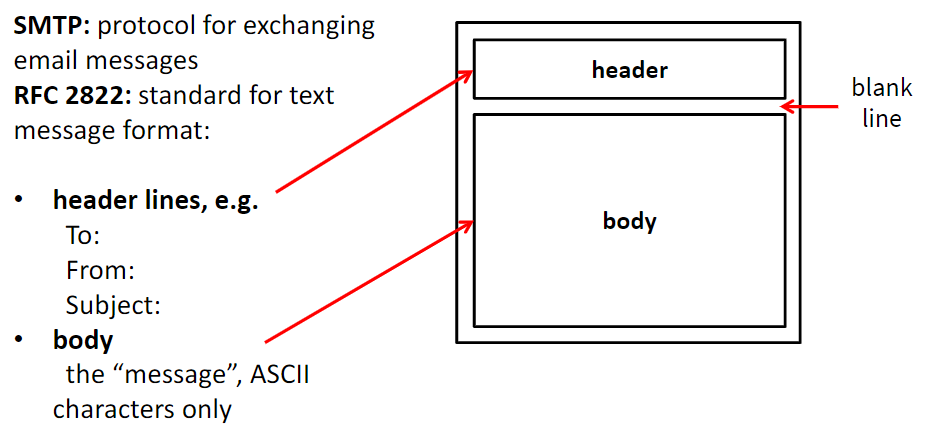 SMTP: protocol for exchanging
email messages
RFC 2822: standard for text
message format:
• header lines, e.g.
To:
From:
Subject:
• body
the “message”, ASCII
characters only
header
blank
line
body